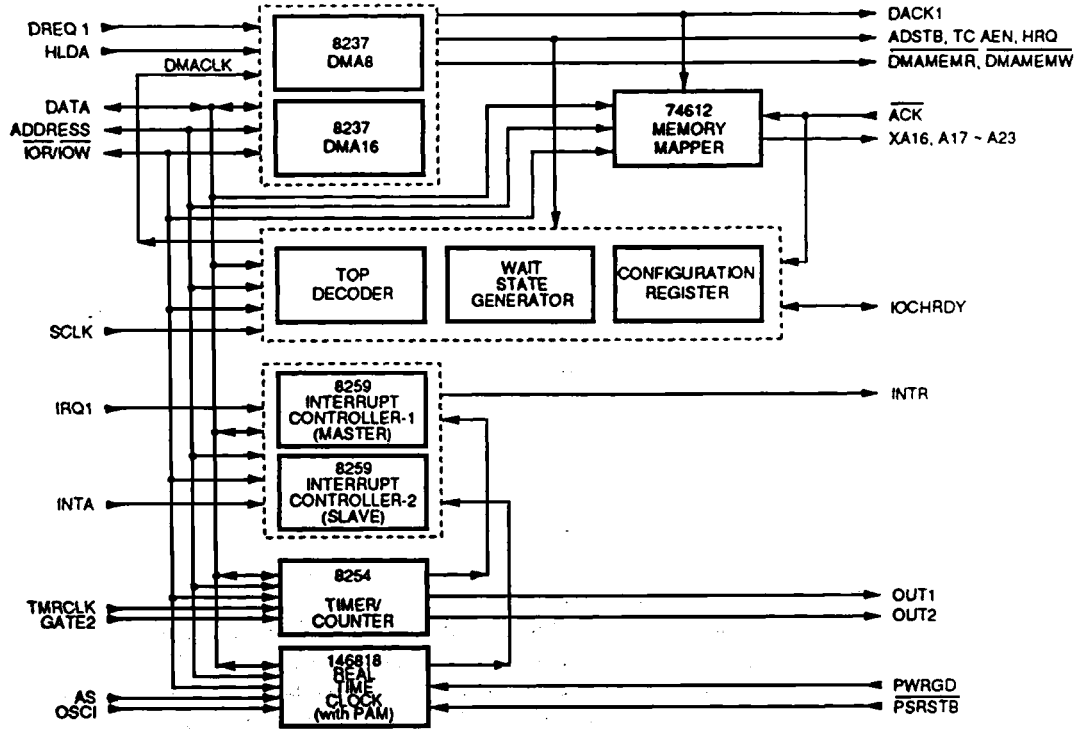 DREQ 1
HLDA
DMACLK
DATA
ADDRESS
IOR/IOW
8237
DMA8
8237
DMA16
DACK1
ADSTB, TC AEN, HRQ
DMAMEMR, DMAMEMW
74612
MEMORY
MAPPER
ACK
XA16, A17 ~ A23
TOP
DECODER
WAIT
STATE
GENERATOR
CONFIGURATION
REGISTER
SCLK
IOCHRDY
8259
INTERRUPT
CONTROLLER-1
(MASTER)
8259
INTERRUPT
CONTROLLER-2
(SLAVE)
IRQ1
INTA
INTR
8254
TIMER/
COUNTER
TMRCLK
GATE2
OUT1
OUT2
146818
REAL
TIME
CLOCK
(with PAM)
AS
OSCI
PWRGD
PSRSTB